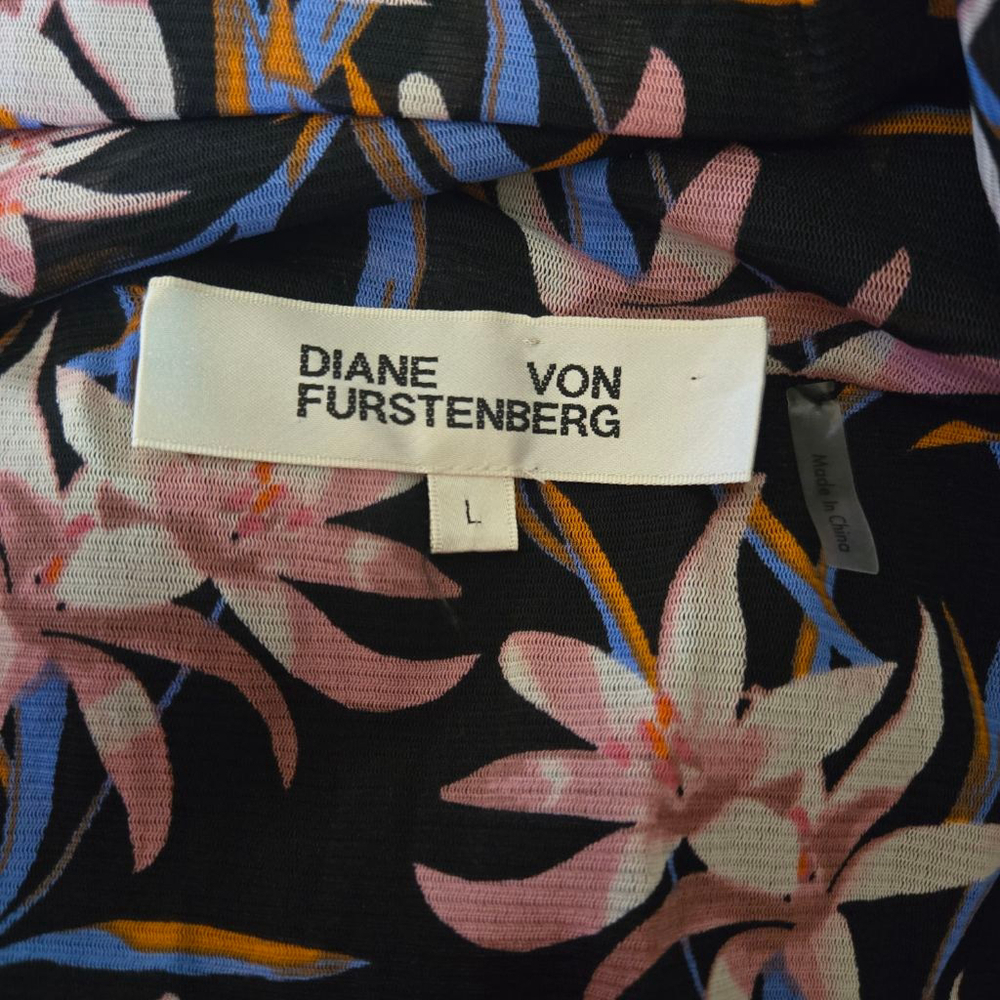 DIANE VON
FURSTENBERG
L
Made In China